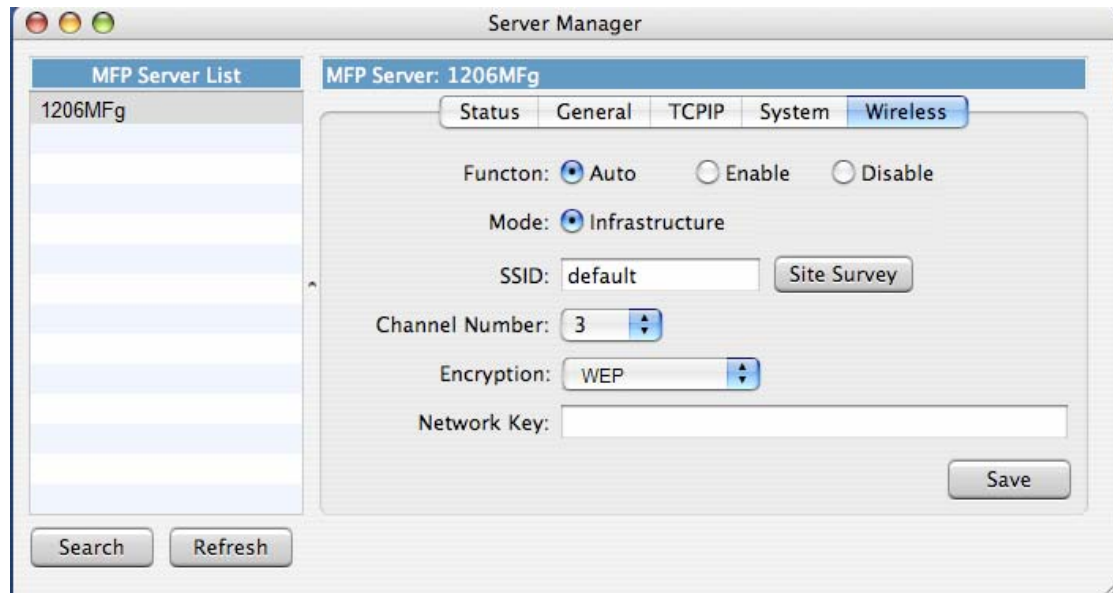 Server Manager
MFP Server List
1206MFg
Search Refresh
MFP Server: 1206MFg
Status General TCPIP System Wireless
Functon: Auto Enable Disable
Mode: Infrastructure
SSID: default Site Survey
Channel Number: 3
Encryption: WEP
Network Key:
Save